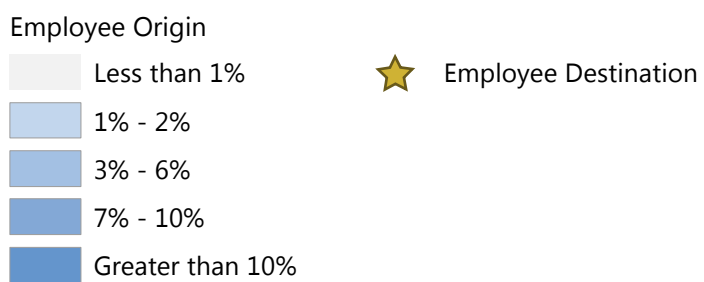 Employee Origin
Less than 1%
Employee Destination
1% - 2%
3% - 6%
7% - 10%
Greater than 10%